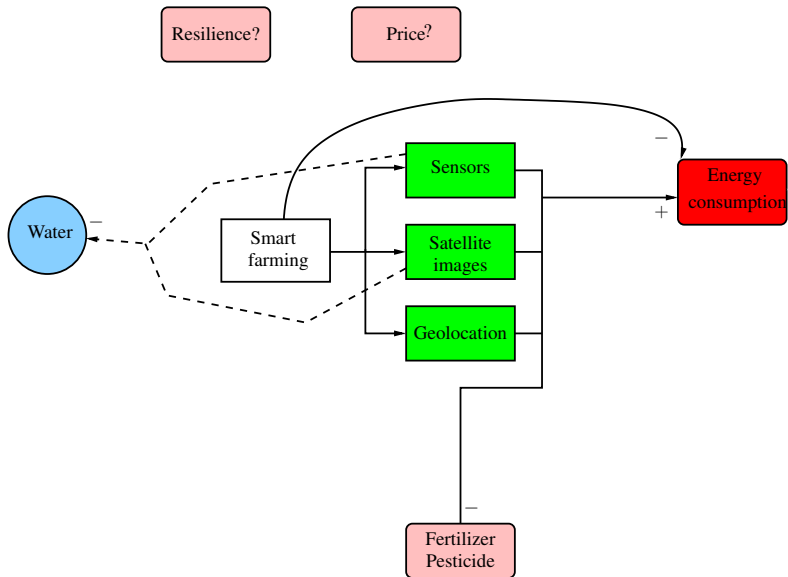 Resilience?
Price?
−
Sensors
Energy
consumption
+
−
Water
Smart
farming
Satellite
images
Geolocation
−
Fertilizer
Pesticide